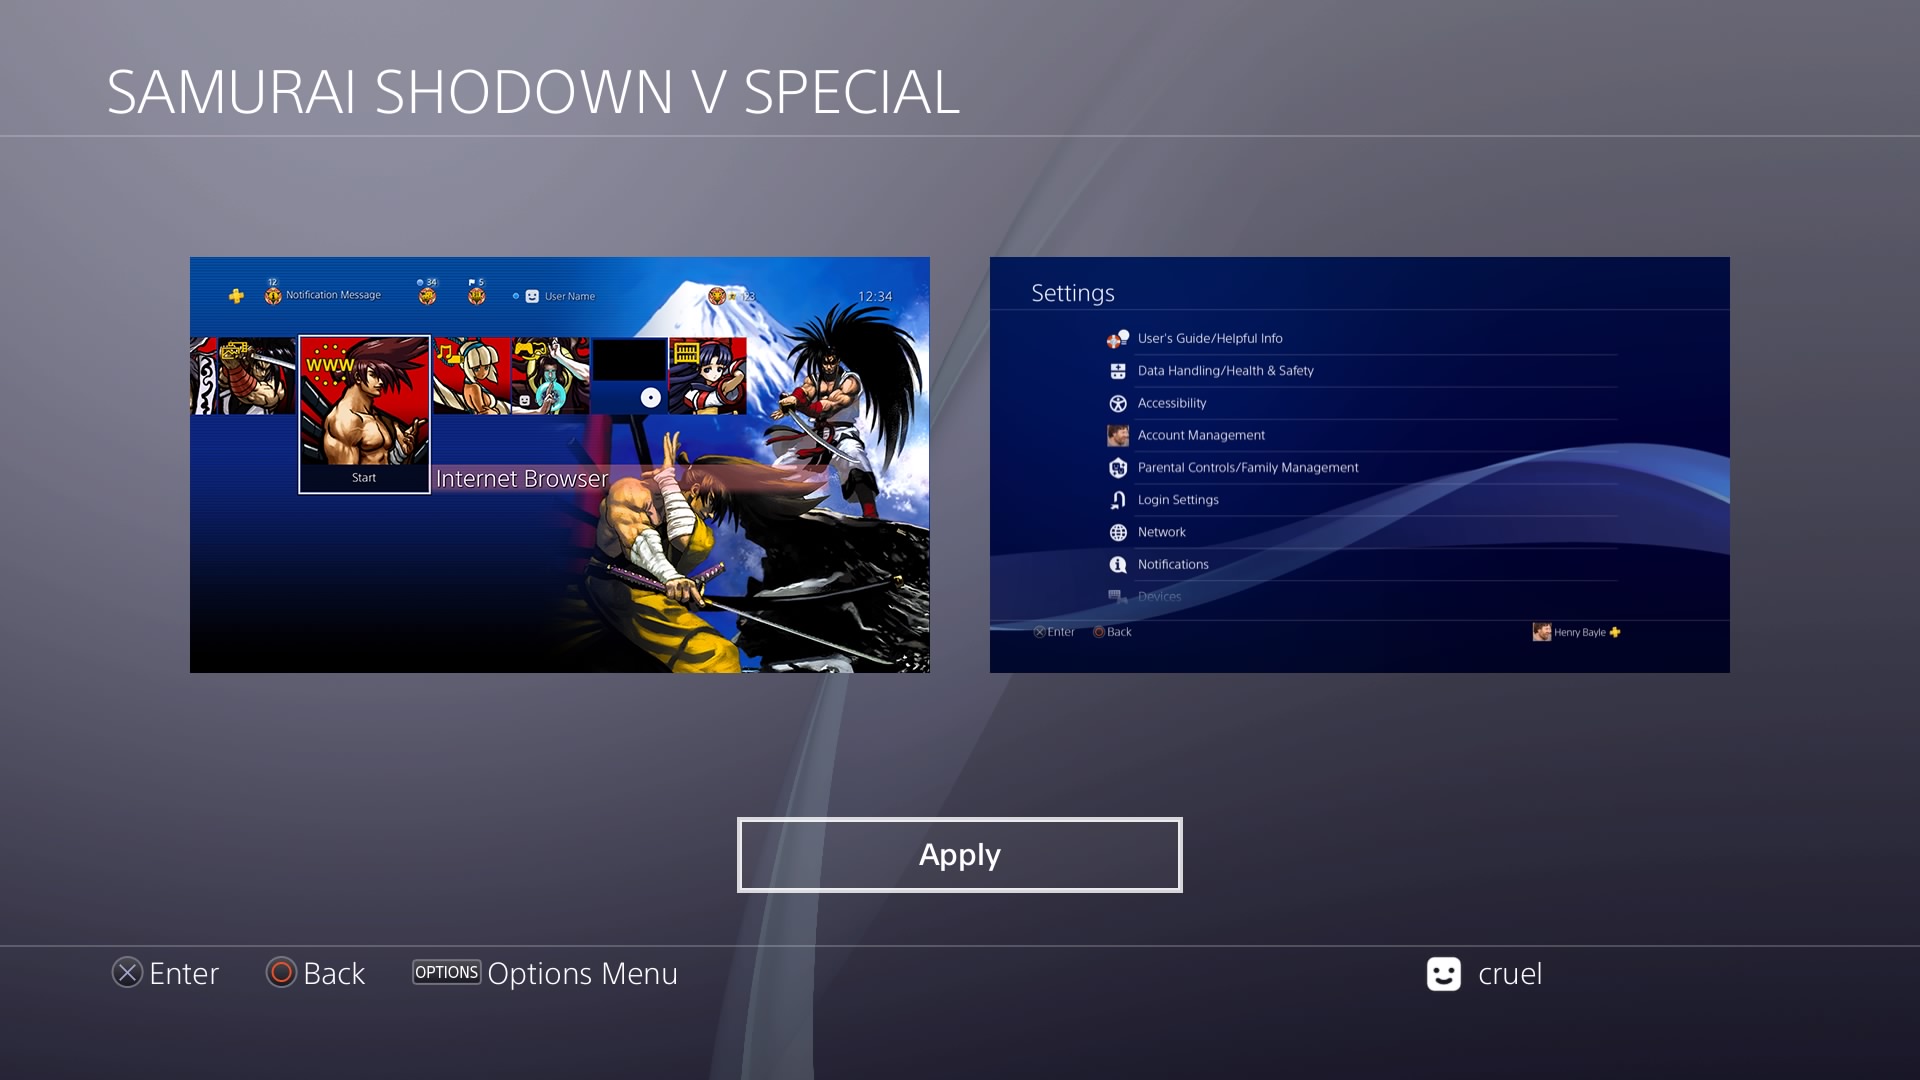 SAMURAI SHODOWN V SPECIAL
12
Notification Message
34
5
User Name
123
12:34
WWW
Start
Internet Browser
Settings
User's Guide/Helpful Info
Data Handling/Health & Safety
Accessibility
Account Management
Parental Controls/Family Management
Login Settings
Network
Notifications
Devices
Enter
Back
Henry Bayle
Apply
Enter
Back
OPTIONS Options Menu
cruel